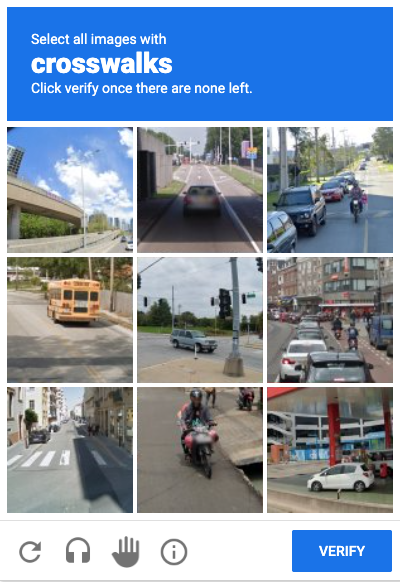 Select all images with
crosswalks
Click verify once there are none left.
VERIFY